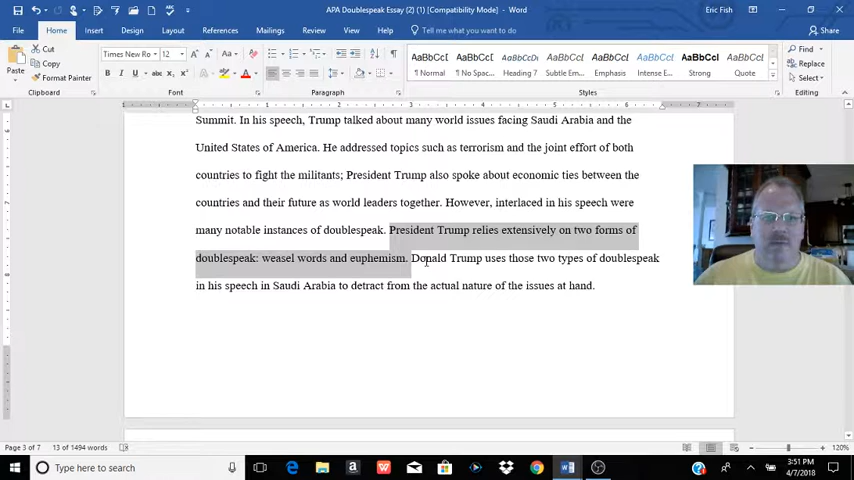 APA Doublespeak Essay (2) (1) [Compatibility Mode] - Word
Eric Fish
File Home Insert Design Layout References Mailings Review View Help Tell me what you want to do
Share
Paste
Cut
Copy
Format Painter
Clipboard
Times New Ro 12
Font
Paragraph
AaBbCcI AaBbCcI AaBbCcDc AaBbCcL AaBbCcL AaBbCcL AaBbCc AaBbCcL
¶ Normal ¶ No Spac... Heading 7 Subtle Em... Emphasis Intense E... Strong Quote
Styles
Find
Replace
Select
Editing
Summit. In his speech, Trump talked about many world issues facing Saudi Arabia and the
United States of America. He addressed topics such as terrorism and the joint effort of both
countries to fight the militants; President Trump also spoke about economic ties between the
countries and their future as world leaders together. However, interlaced in his speech were
many notable instances of doublespeak. President Trump relies extensively on two forms of
doublespeak: weasel words and euphemism. Donald Trump uses those two types of doublespeak
in his speech in Saudi Arabia to detract from the actual nature of the issues at hand.
Page 3 of 7 13 of 1494 words
120%
Type here to search
3:51 PM
4/7/2018